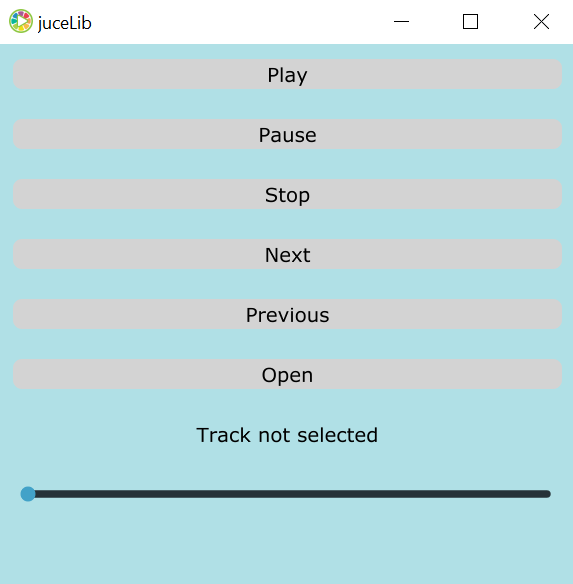 juceLib
Play
Pause
Stop
Next
Previous
Open
Track not selected